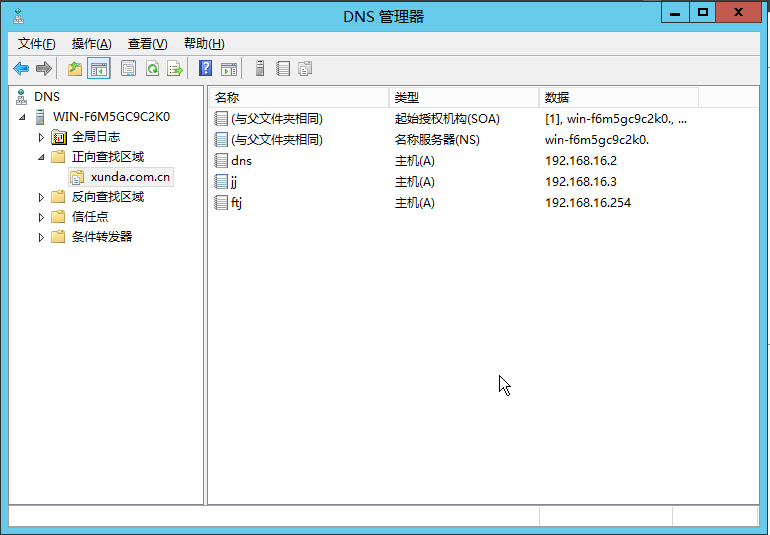 DNS 管理器
文件(F) 操作(A) 查看(V) 帮助(H)
DNS
WIN-F6M5GC9C2K0
全局日志
正向查找区域
xunda.com.cn
反向查找区域
信任点
条件转发器
名称 类型 数据
(与父文件夹相同) 起始授权机构(SOA) [1], win-f6m5gc9c2k0., ...
(与父文件夹相同) 名称服务器(NS) win-f6m5gc9c2k0.
dns 主机(A) 192.168.16.2
jj 主机(A) 192.168.16.3
ftj 主机(A) 192.168.16.254